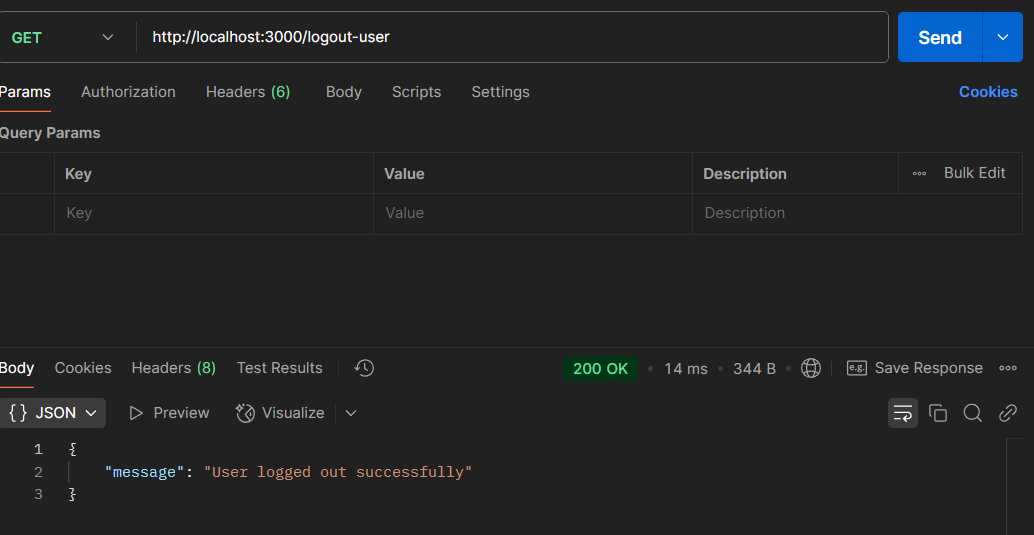 GET http://localhost:3000/logout-user Send
Params Authorization Headers (6) Body Scripts Settings Cookies
Query Params
Key Value Description Bulk Edit
Key Value Description
Body Cookies Headers (8) Test Results 200 OK 14 ms 344 B e.g. Save Response
{} JSON Preview Visualize
1 {
2 "message": "User logged out successfully"
3 }